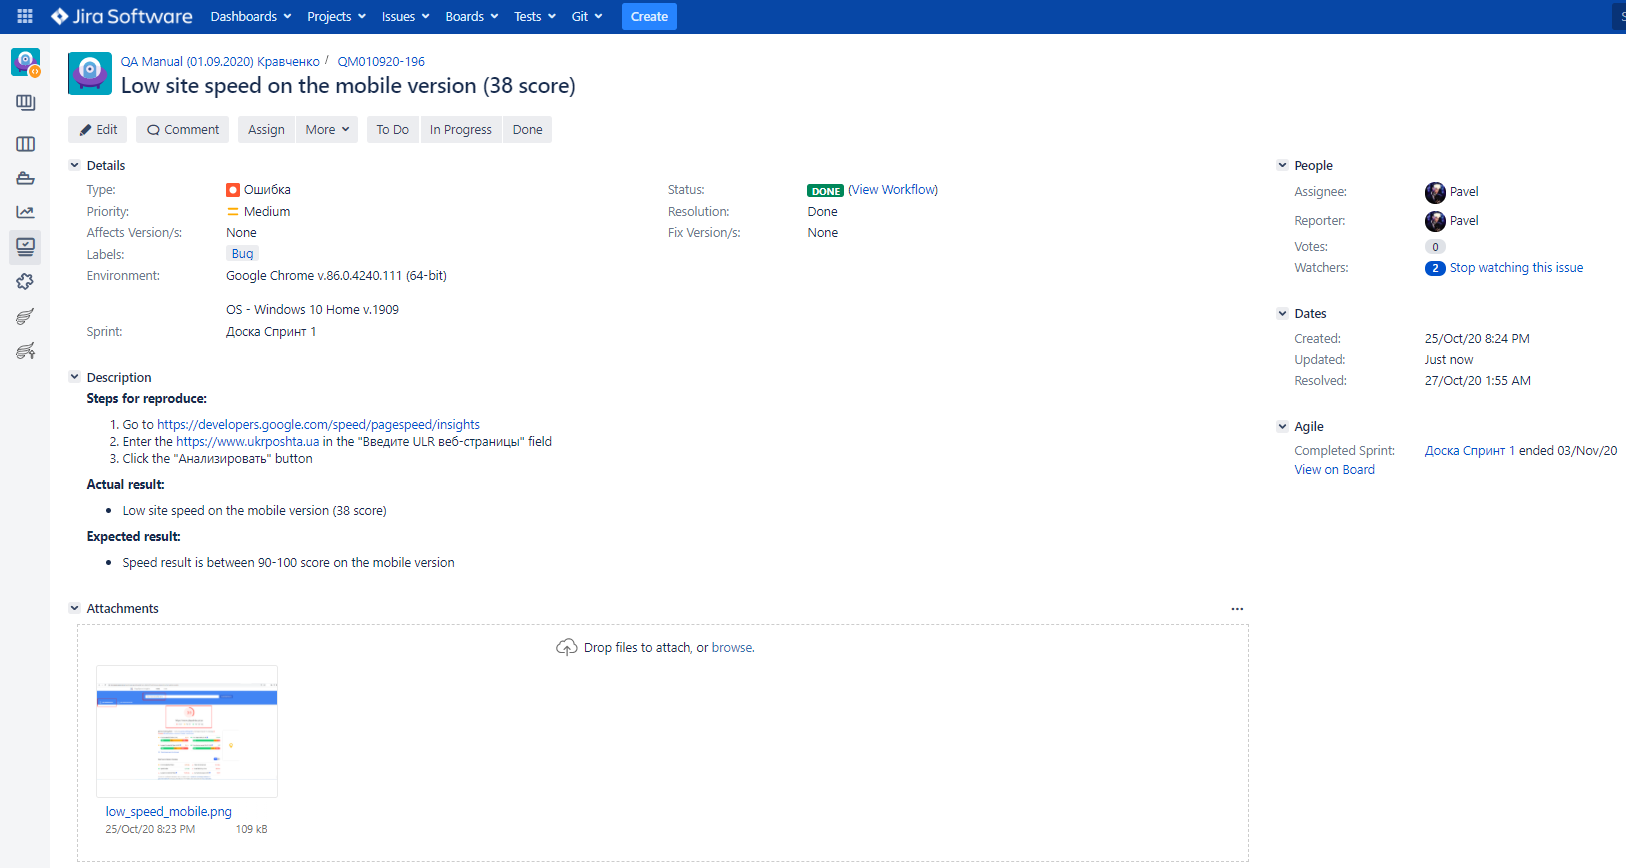 Jira Software Dashboards Projects Issues Boards Tests Git Create
QA Manual (01.09.2020) Кравченко / QM010920-196
Low site speed on the mobile version (38 score)
Edit Comment Assign More To Do In Progress Done
Details
Type: Ошибка
Priority: Medium
Affects Version/s: None
Labels: Bug
Environment: Google Chrome v.86.0.4240.111 (64-bit)
OS - Windows 10 Home v.1909
Sprint: Доска Спринт 1
Status: DONE (View Workflow)
Resolution: Done
Fix Version/s: None
Description
Steps for reproduce:
1. Go to https://developers.google.com/speed/pagespeed/insights
2. Enter the https://www.ukrposhta.ua in the "Введите ULR веб-страницы" field
3. Click the "Анализировать" button
Actual result:
• Low site speed on the mobile version (38 score)
Expected result:
• Speed result is between 90-100 score on the mobile version
Attachments
Drop files to attach, or browse.
low_speed_mobile.png
25/Oct/20 8:23 PM 109 kB
People
Assignee: Pavel
Reporter: Pavel
Votes: 0
Watchers: 2 Stop watching this issue
Dates
Created: 25/Oct/20 8:24 PM
Updated: Just now
Resolved: 27/Oct/20 1:55 AM
Agile
Completed Sprint: Доска Спринт 1 ended 03/Nov/20
View on Board